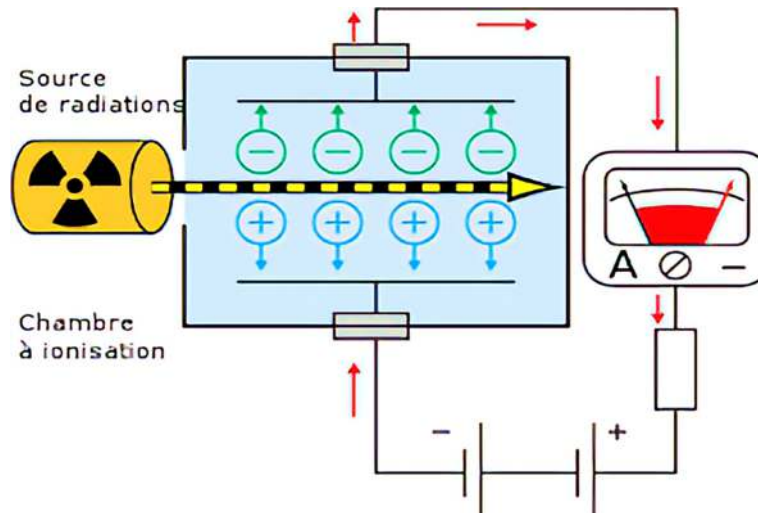 Source
de radiations
− − − −
+ + + +
A −
Chambre
à ionisation
− +